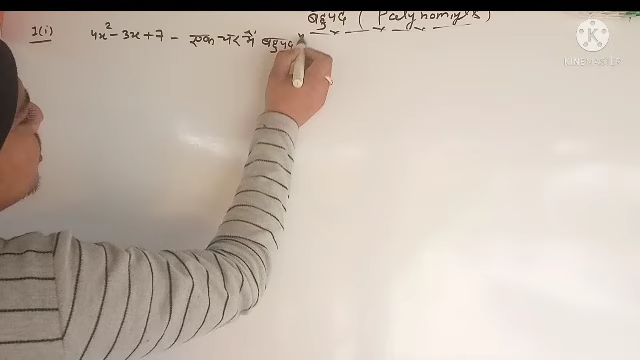 बहुपद (Polynomials)
1(i) 4x² - 3x + 7 - एक चर में बहुपद
KINEMASTER